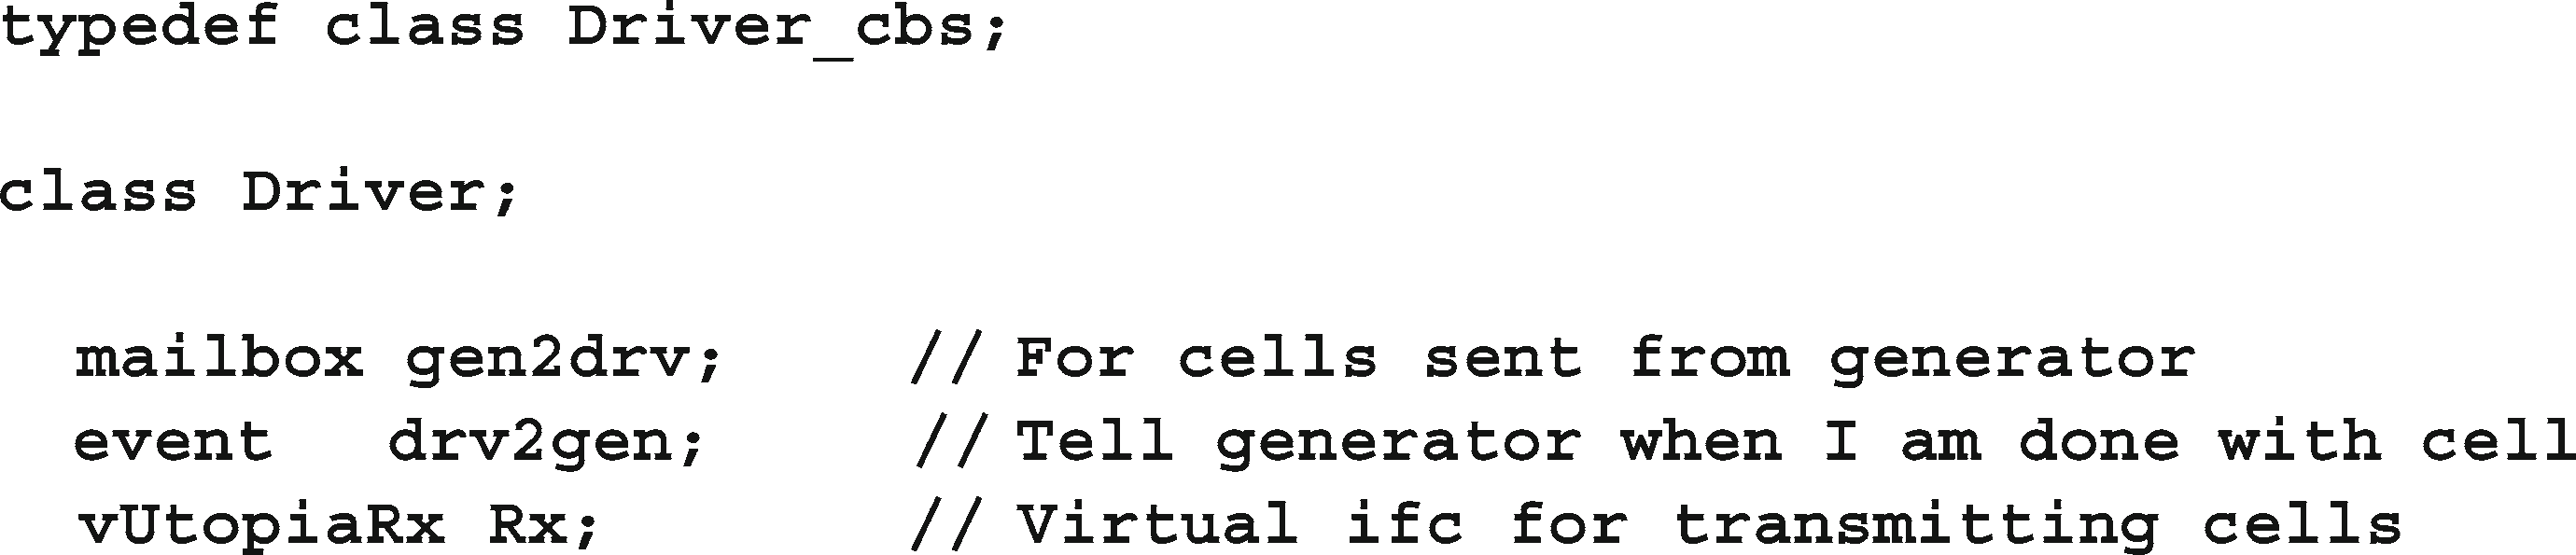 typedef class Driver_cbs;
class Driver;
mailbox gen2drv; // For cells sent from generator
event drv2gen; // Tell generator when I am done with cell
vUtopiaRx Rx; // Virtual ifc for transmitting cells